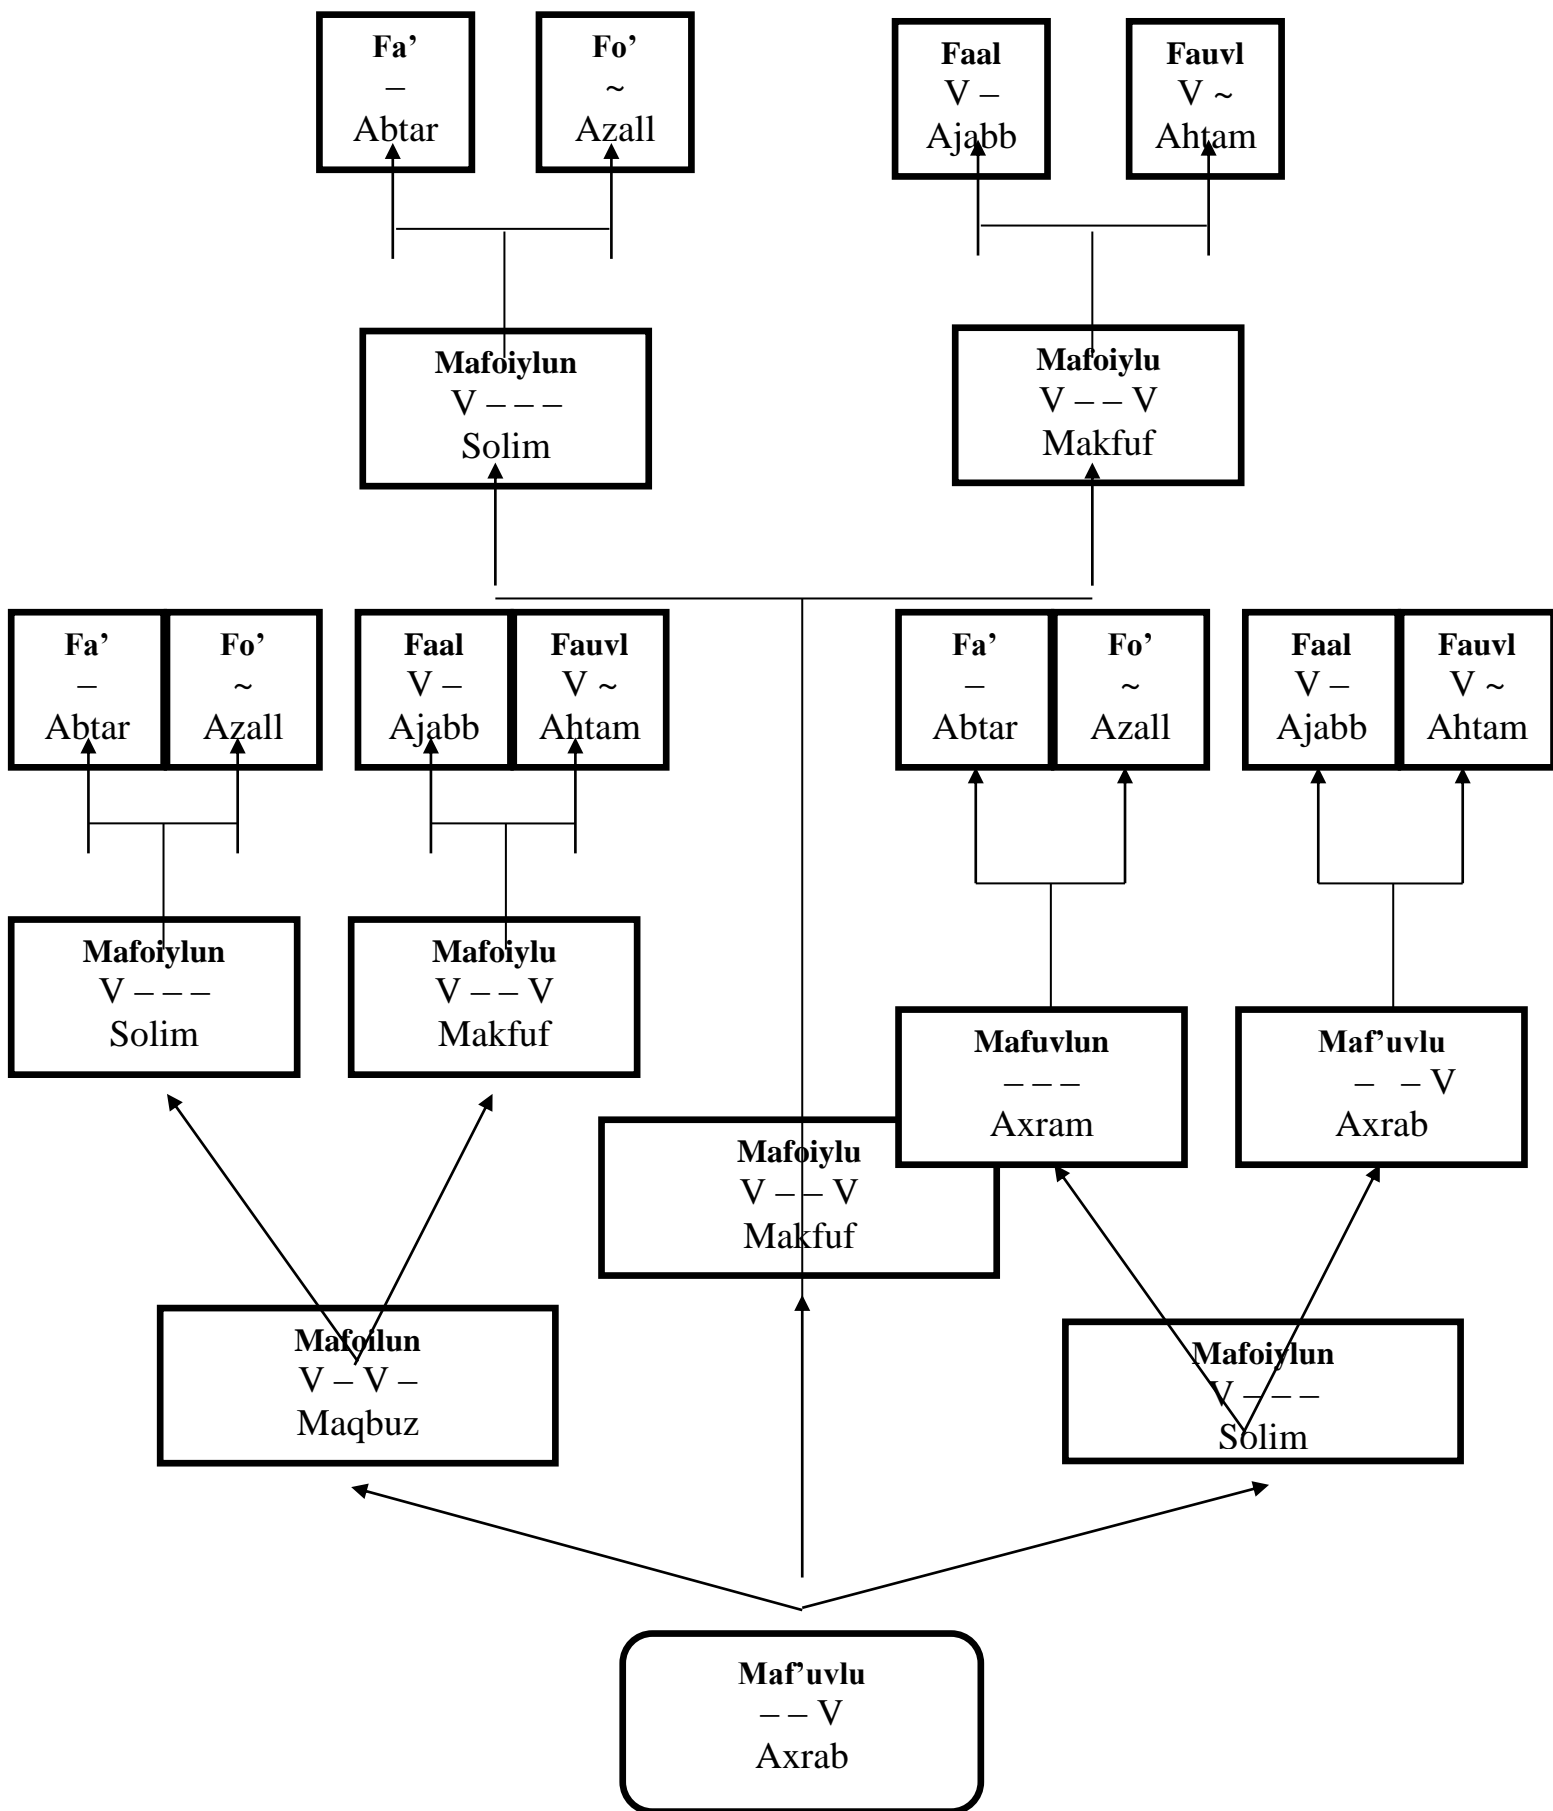 Fa’
–
Abtar
Fo’
~
Azall
Faal
V –
Ajabb
Fauvl
V ~
Ahtam
Mafoiylun
V – – –
Solim
Mafoiylu
V – – V
Makfuf
Fa’
–
Abtar
Fo’
~
Azall
Faal
V –
Ajabb
Fauvl
V ~
Ahtam
Fa’
–
Abtar
Fo’
~
Azall
Faal
V –
Ajabb
Fauvl
V ~
Ahtam
Mafoiylun
V – – –
Solim
Mafoiylu
V – – V
Makfuf
Mafuvlun
– – –
Axram
Maf’uvlu
– – V
Axrab
Mafoiylu
V – – V
Makfuf
Mafoilun
V – V –
Maqbuz
Mafoiylun
V – – –
Solim
Maf’uvlu
– – V
Axrab